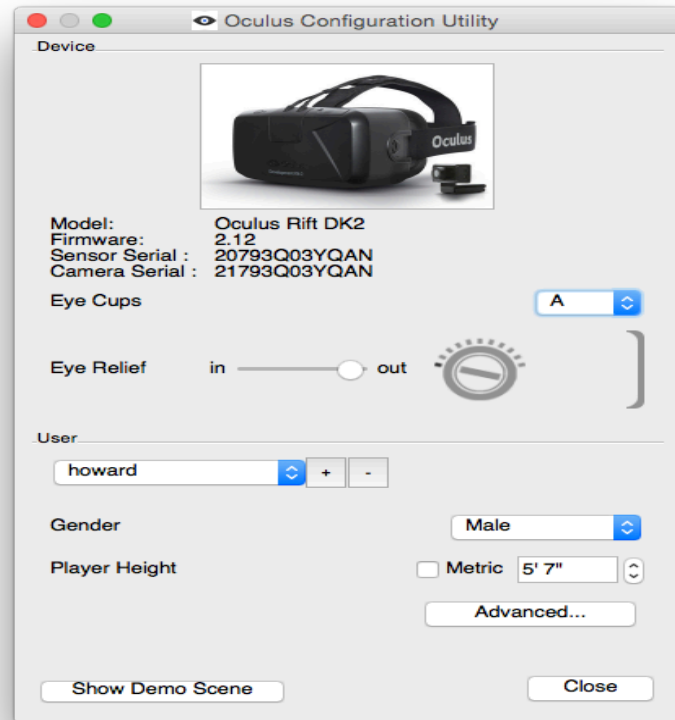 Oculus Configuration Utility
Device
Oculus
Model: Oculus Rift DK2
Firmware: 2.12
Sensor Serial : 20793Q03YQAN
Camera Serial : 21793Q03YQAN
Eye Cups A
Eye Relief in out
User
howard + -
Gender Male
Player Height Metric 5' 7"
Advanced...
Show Demo Scene Close